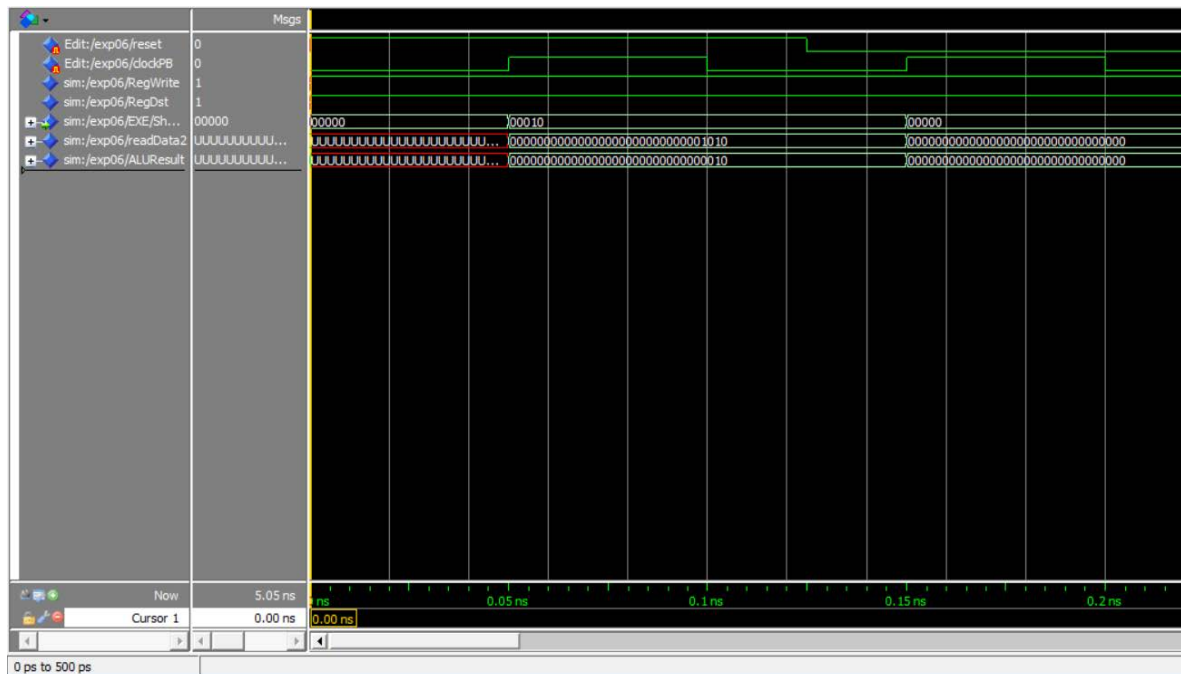 Msgs
Edit:/exp06/reset 0
Edit:/exp06/clockPB 0
sim:/exp06/RegWrite 1
sim:/exp06/RegDst 1
sim:/exp06/EXE/Sh... 00000 00000 00010 00000
sim:/exp06/readData2 UUUUUUUUUU... UUUUUUUUUUUUUUUUUUUUUUU... 00000000000000000000000000001010 00000000000000000000000000000000
sim:/exp06/ALUResult UUUUUUUUUU... UUUUUUUUUUUUUUUUUUUUUUU... 00000000000000000000000000000010 00000000000000000000000000000000
Now 5.05 ns ns 0.05 ns 0.1 ns 0.15 ns 0.2 ns
Cursor 1 0.00 ns 0.00 ns
0 ps to 500 ps